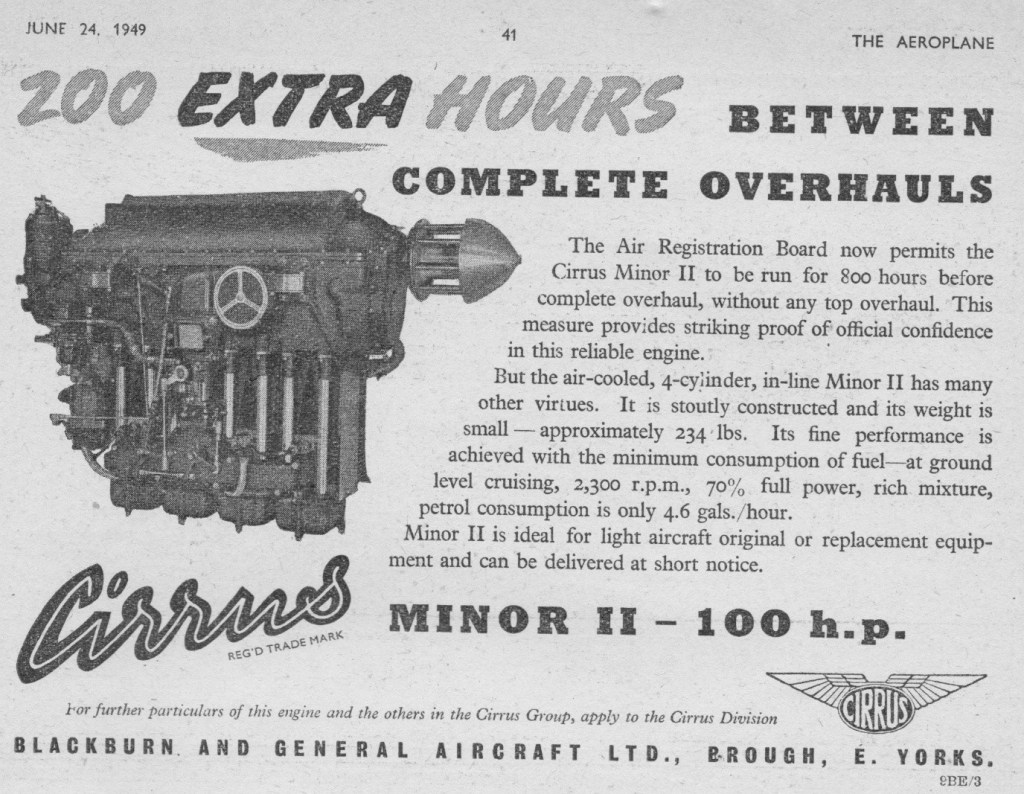 JUNE 24, 1949
41
THE AEROPLANE
200 EXTRA HOURS BETWEEN
COMPLETE OVERHAULS
The Air Registration Board now permits the
Cirrus Minor II to be run for 800 hours before
complete overhaul, without any top overhaul. This
measure provides striking proof of official confidence
in this reliable engine.
But the air-cooled, 4-cylinder, in-line Minor II has many
other virtues. It is stoutly constructed and its weight is
small — approximately 234 lbs. Its fine performance is
achieved with the minimum consumption of fuel—at ground
level cruising, 2,300 r.p.m., 70% full power, rich mixture,
petrol consumption is only 4.6 gals./hour.
Minor II is ideal for light aircraft original or replacement equip-
ment and can be delivered at short notice.
Cirrus
REG'D TRADE MARK
MINOR II – 100 h.p.
CIRRUS
For further particulars of this engine and the others in the Cirrus Group, apply to the Cirrus Division
BLACKBURN AND GENERAL AIRCRAFT LTD., BROUGH, E. YORKS.
9BE/3